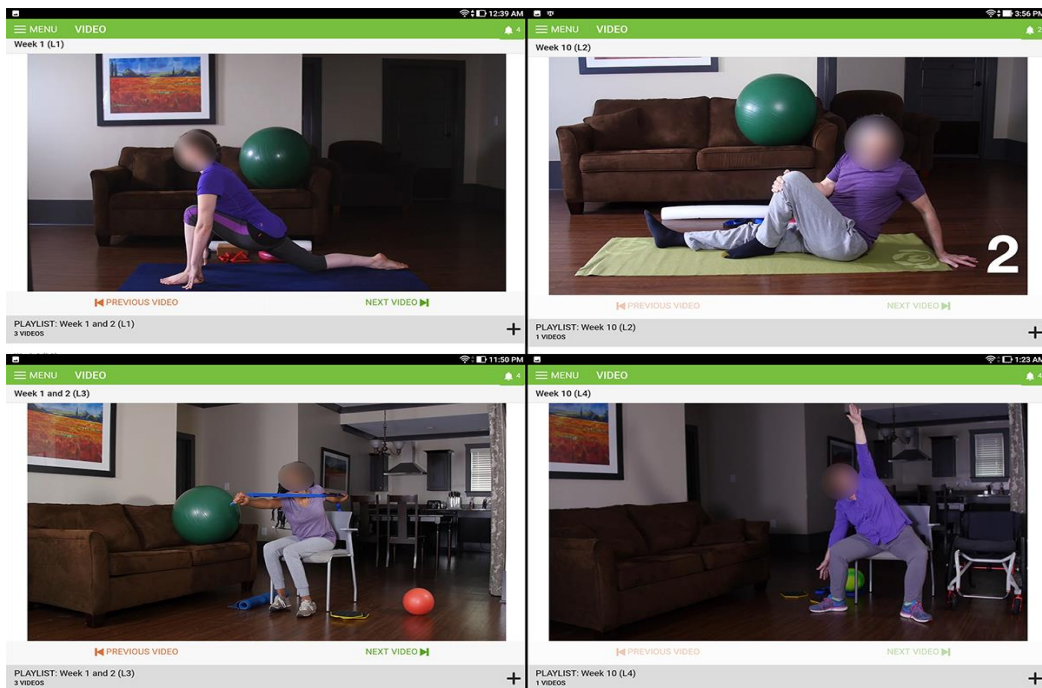 12:39 AM
MENU VIDEO 4
Week 1 (L1)
PREVIOUS VIDEO NEXT VIDEO
PLAYLIST: Week 1 and 2 (L1)
3 VIDEOS
3:56 PM
MENU VIDEO 2
Week 10 (L2)
2
PREVIOUS VIDEO NEXT VIDEO
PLAYLIST: Week 10 (L2)
1 VIDEOS
11:50 PM
MENU VIDEO 4
Week 1 and 2 (L3)
PREVIOUS VIDEO NEXT VIDEO
PLAYLIST: Week 1 and 2 (L3)
3 VIDEOS
1:23 AM
MENU VIDEO 4
Week 10 (L4)
PREVIOUS VIDEO NEXT VIDEO
PLAYLIST: Week 10 (L4)
1 VIDEOS